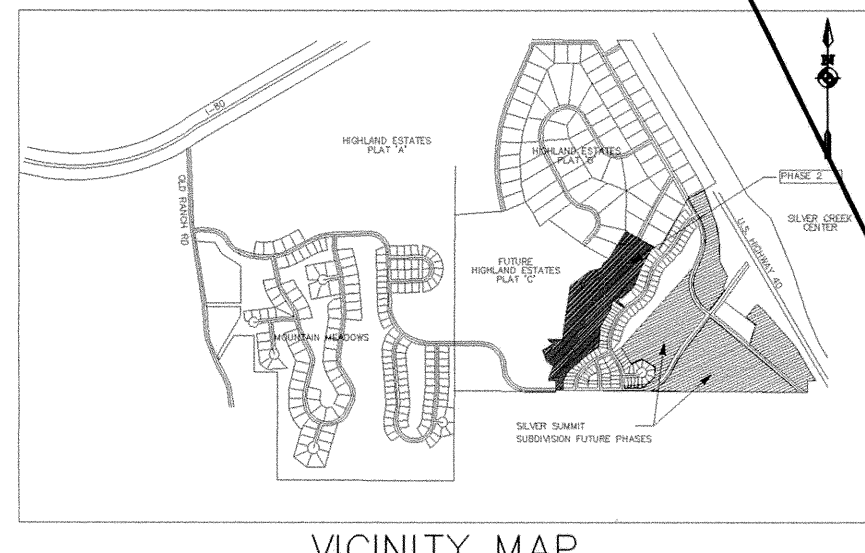 I-80
HIGHLAND ESTATES
PLAT 'A'
HIGHLAND ESTATES
PLAT 'B'
N
PHASE 2
OLD RANCH RD
U.S. HIGHWAY 40
SILVER CREEK
CENTER
FUTURE
HIGHLAND ESTATES
PLAT 'C'
MOUNTAIN MEADOWS
SILVER SUMMIT
SUBDIVISION FUTURE PHASES
VICINITY MAP